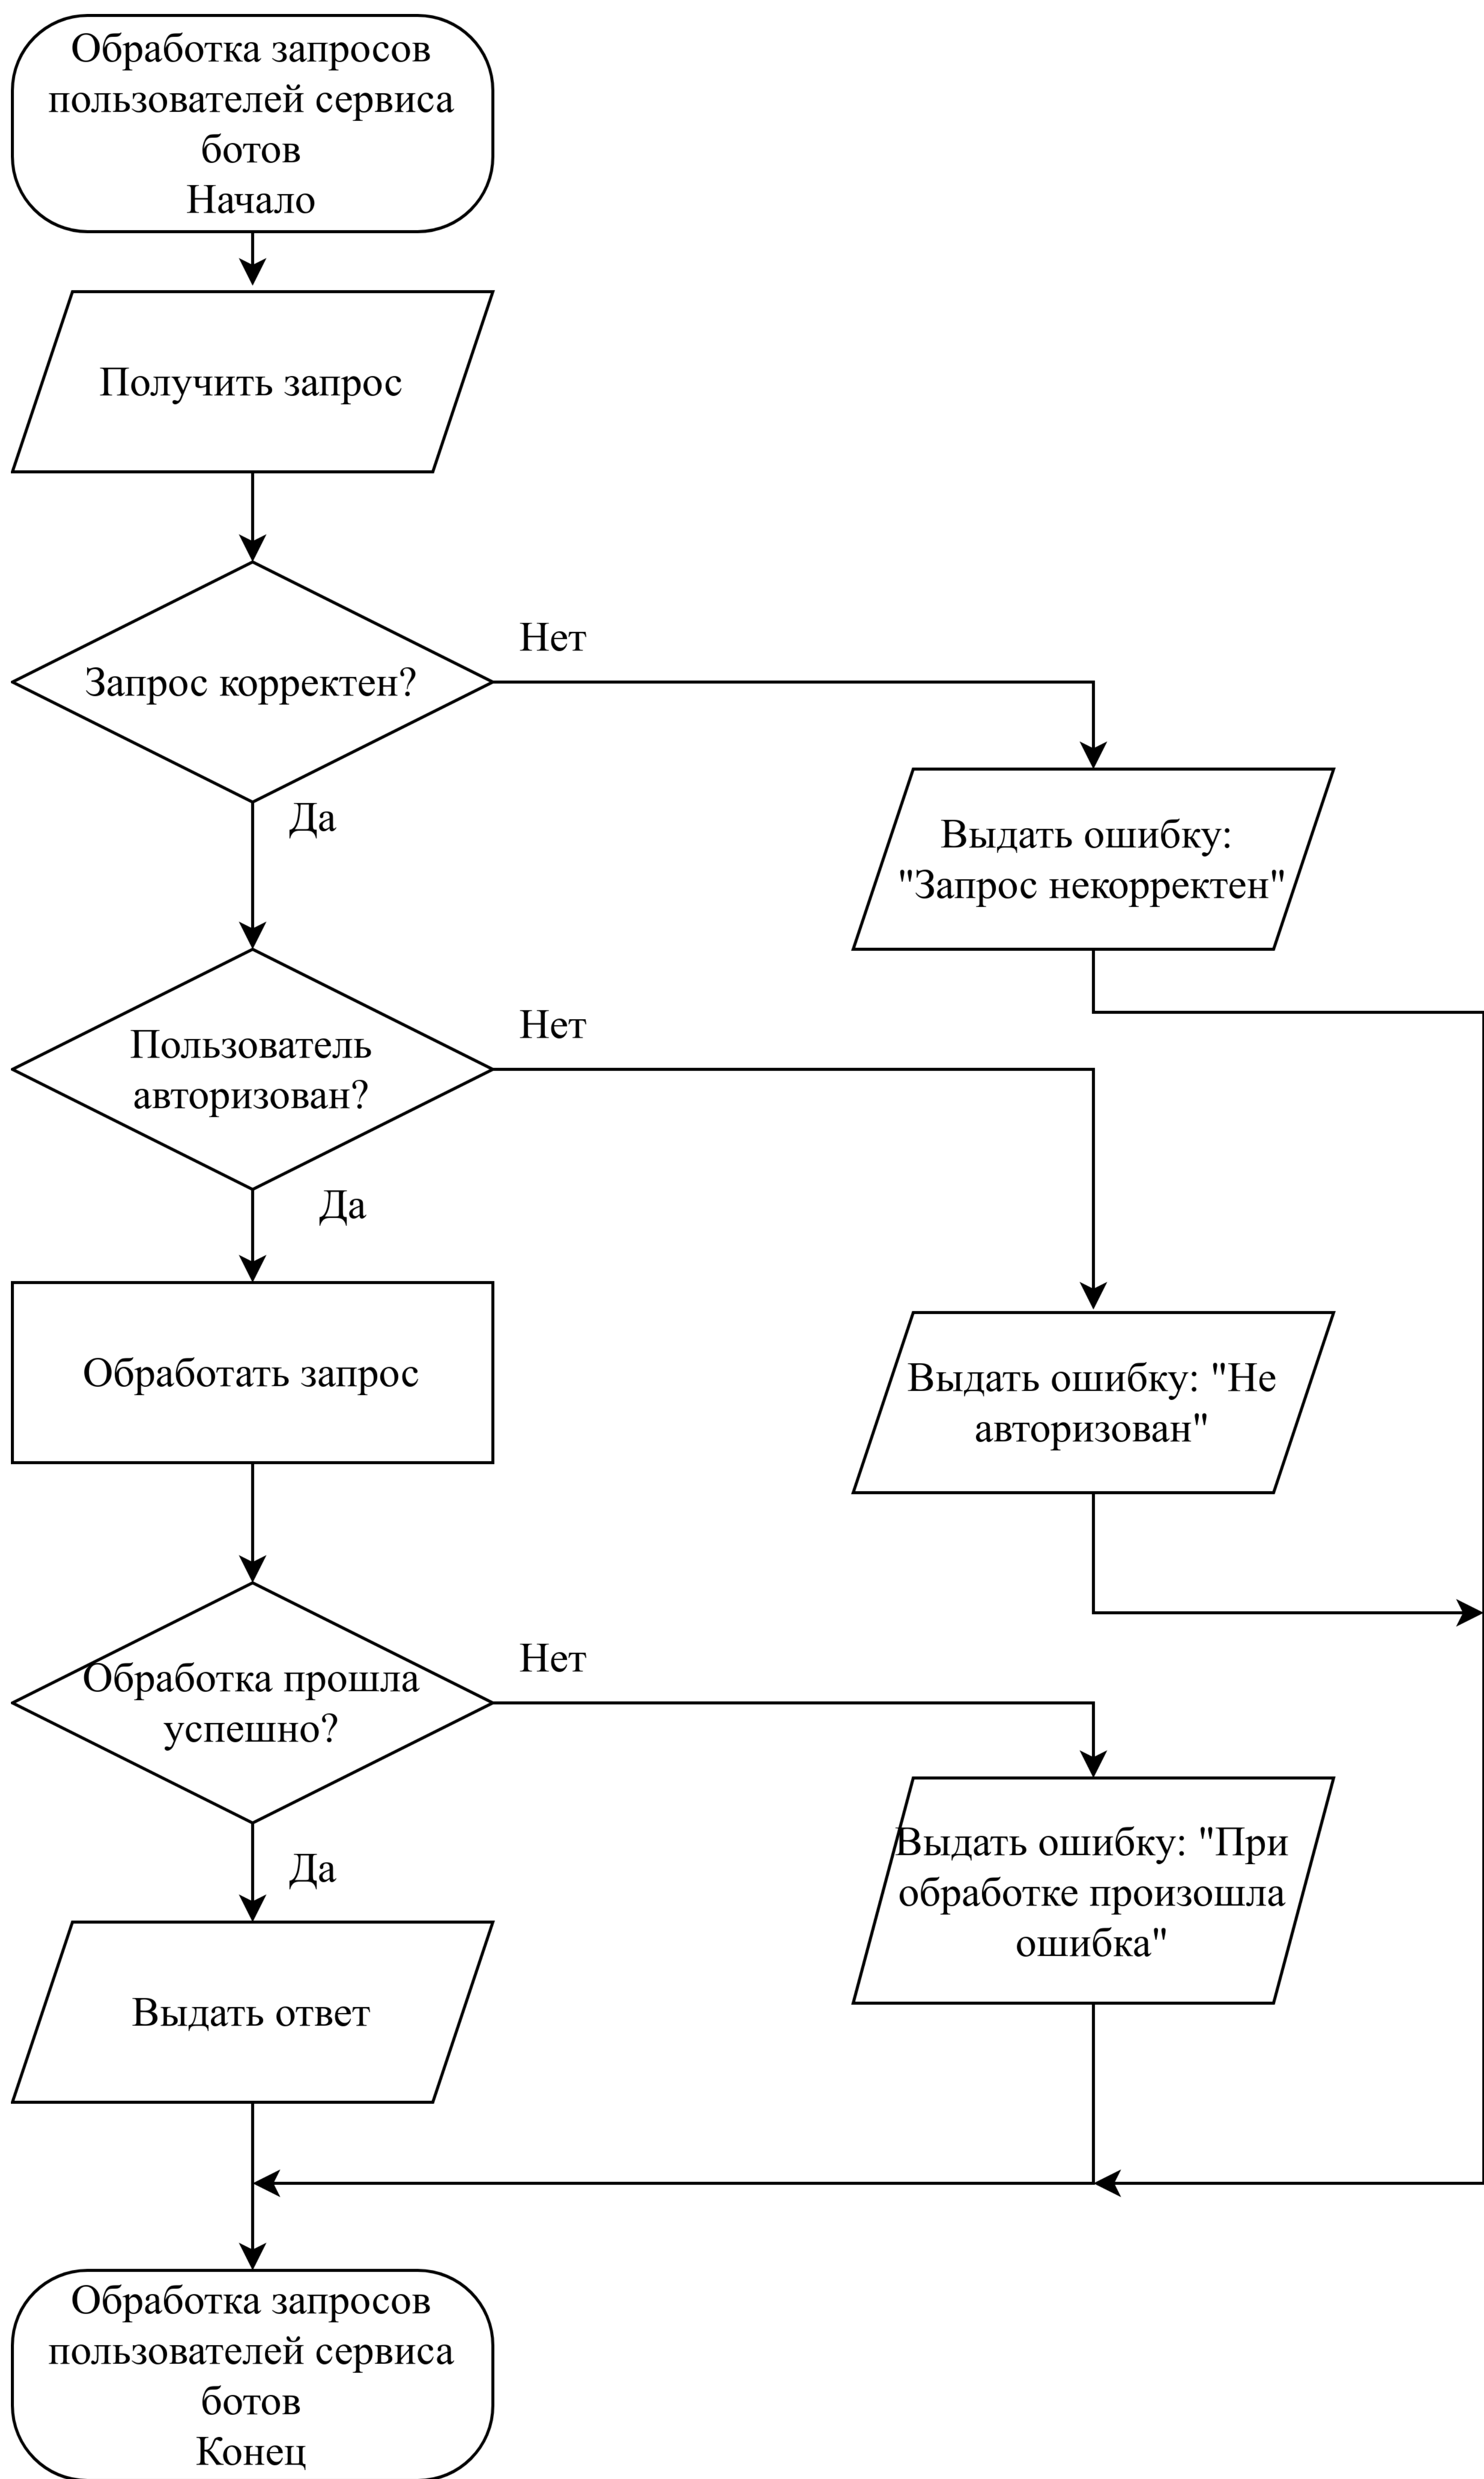 Обработка запросов
пользователей сервиса
ботов
Начало
Получить запрос
Запрос корректен?
Нет
Да
Выдать ошибку:
"Запрос некорректен"
Пользователь
авторизован?
Нет
Да
Обработать запрос
Выдать ошибку: "Не
авторизован"
Обработка прошла
успешно?
Нет
Да
Выдать ошибку: "При
обработке произошла
ошибка"
Выдать ответ
Обработка запросов
пользователей сервиса
ботов
Конец